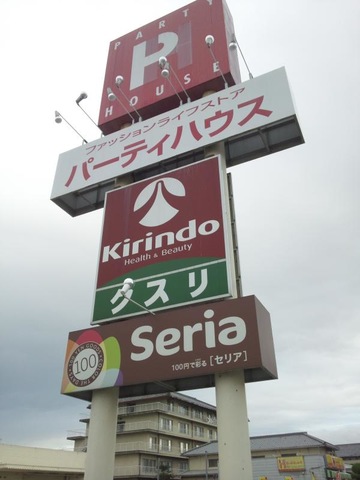 PARTY
PH
HOUSE
ファッションライフストア
パーティハウス
Kirindo
Health & Beauty
クスリ
Seria
100
100円で彩る [セリア]